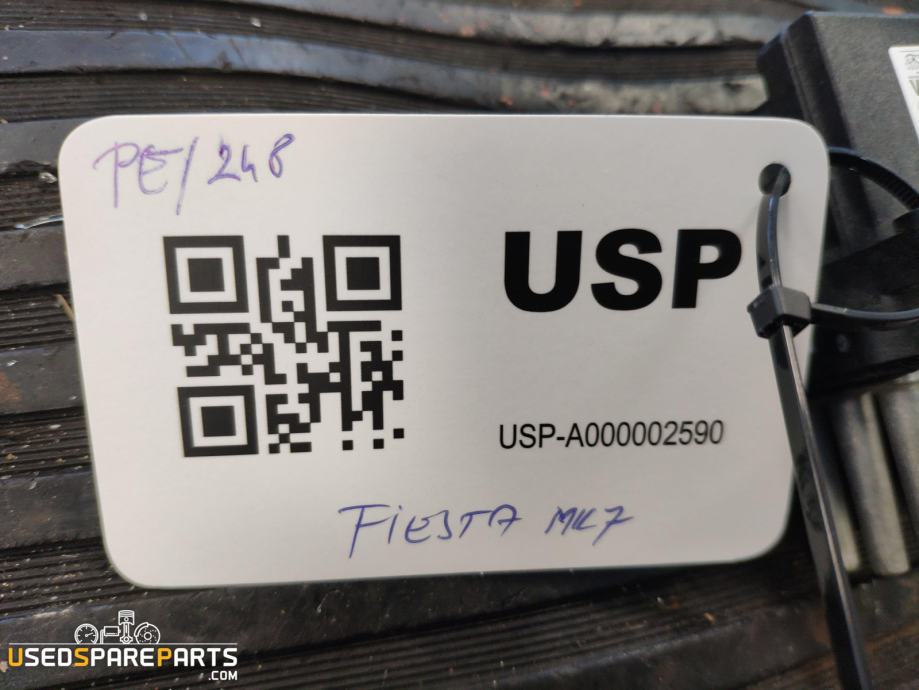 PE/248
USP
USP-A000002590
FIESTA MK7
USEDSPAREPARTS
.COM